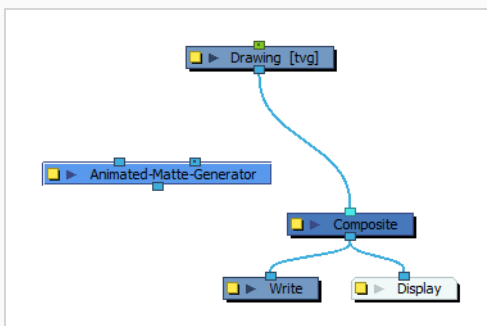 Drawing [tvg]
Animated-Matte-Generator
Composite
Write
Display